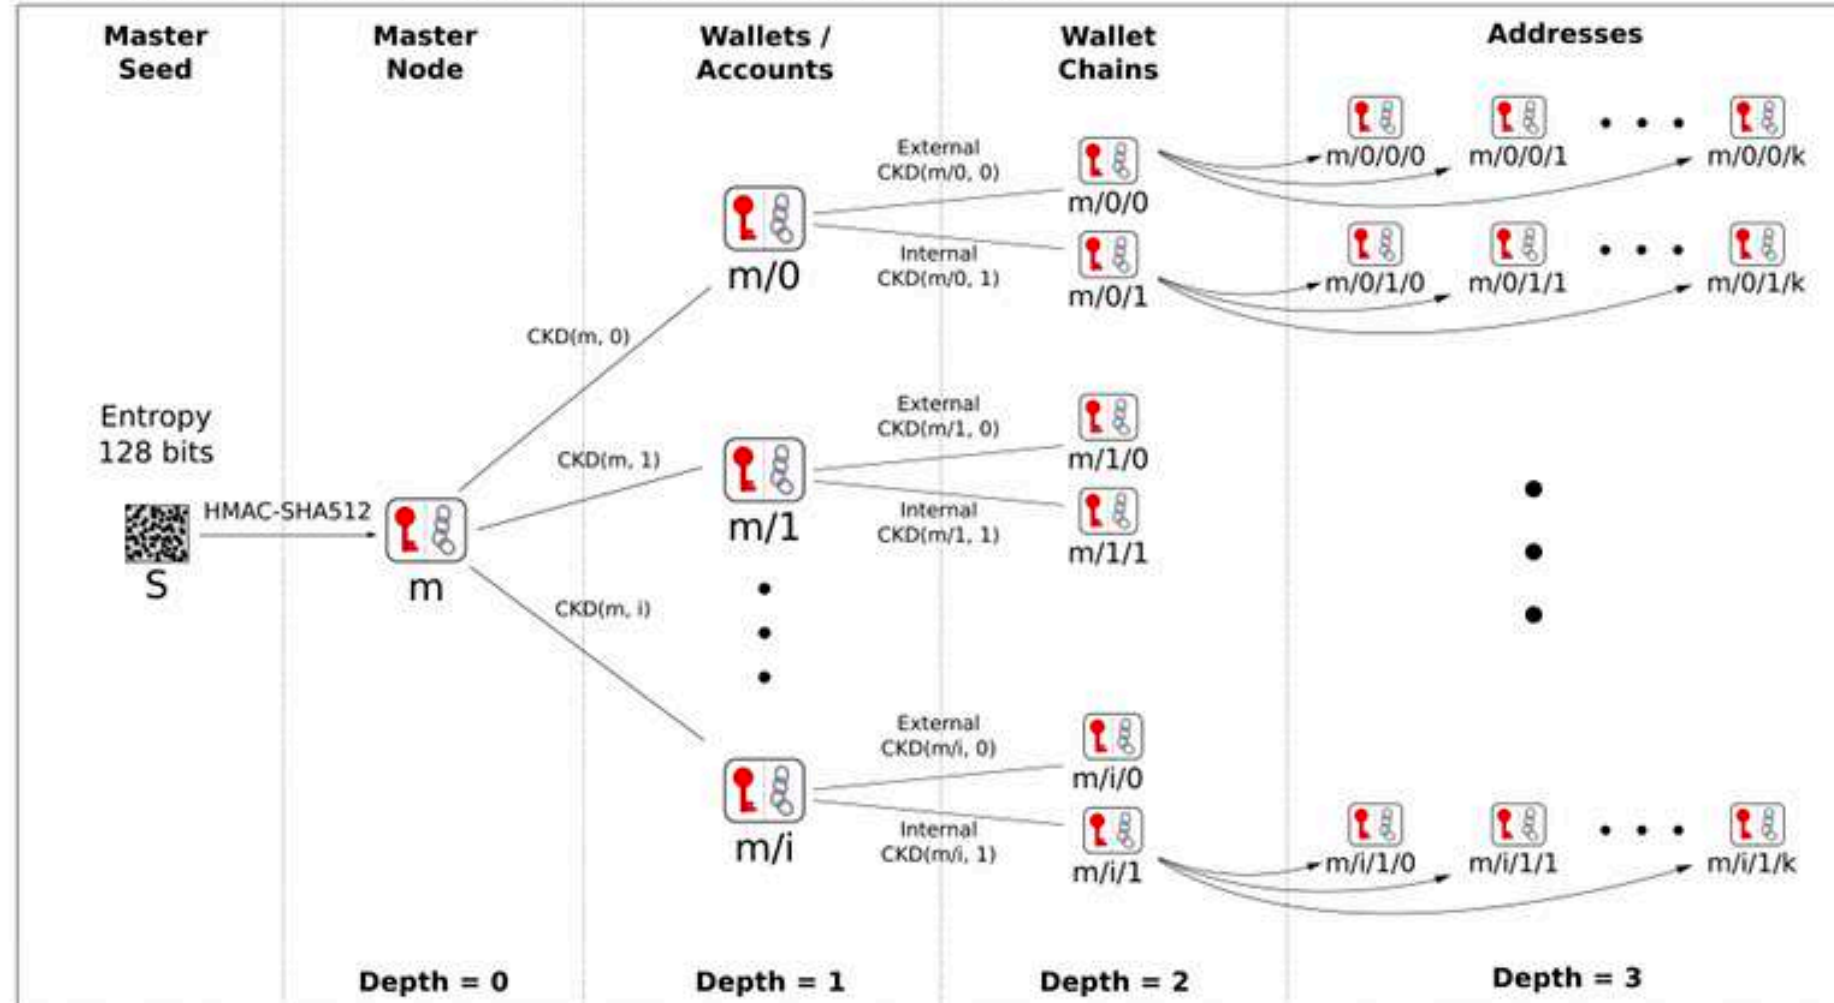 Master
Seed
Master
Node
Wallets /
Accounts
Wallet
Chains
Addresses
Entropy
128 bits
HMAC-SHA512
S
m
CKD(m, 0)
CKD(m, 1)
CKD(m, i)
m/0
m/1
m/i
External
CKD(m/0, 0)
Internal
CKD(m/0, 1)
External
CKD(m/1, 0)
Internal
CKD(m/1, 1)
External
CKD(m/i, 0)
Internal
CKD(m/i, 1)
m/0/0
m/0/1
m/1/0
m/1/1
m/i/0
m/i/1
m/0/0/0 m/0/0/1 m/0/0/k
m/0/1/0 m/0/1/1 m/0/1/k
m/i/1/0 m/i/1/1 m/i/1/k
Depth = 0
Depth = 1
Depth = 2
Depth = 3